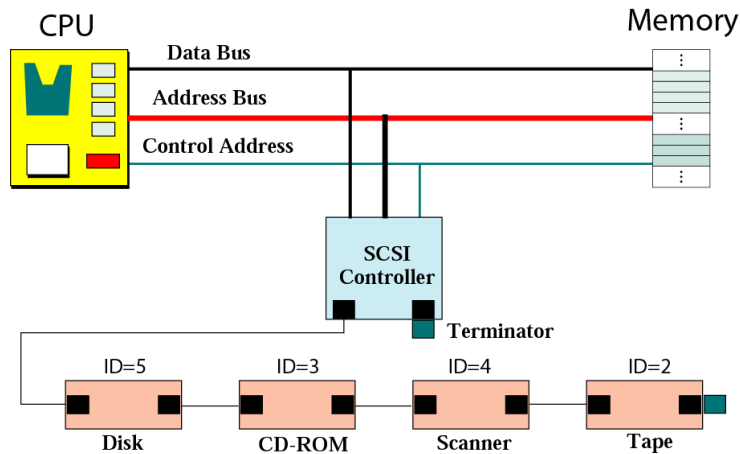 CPU
Memory
Data Bus
Address Bus
Control Address
SCSI
Controller
Terminator
ID=5
ID=3
ID=4
ID=2
Disk
CD-ROM
Scanner
Tape